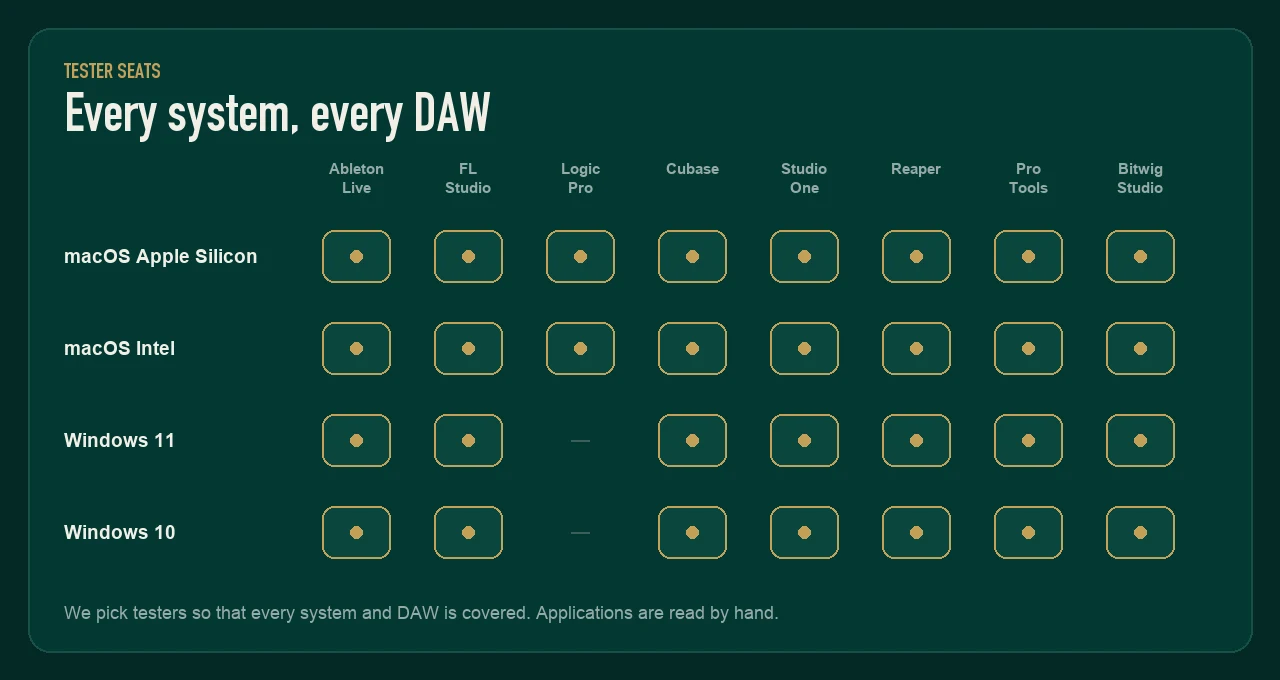 TESTER SEATS
Every system, every DAW
Ableton Live
FL Studio
Logic Pro
Cubase
Studio One
Reaper
Pro Tools
Bitwig Studio
macOS Apple Silicon
macOS Intel
Windows 11
—
Windows 10
—
We pick testers so that every system and DAW is covered. Applications are read by hand.